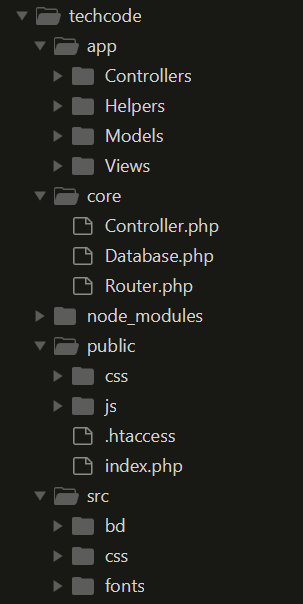 techcode
app
Controllers
Helpers
Models
Views
core
Controller.php
Database.php
Router.php
node_modules
public
css
js
.htaccess
index.php
src
bd
css
fonts